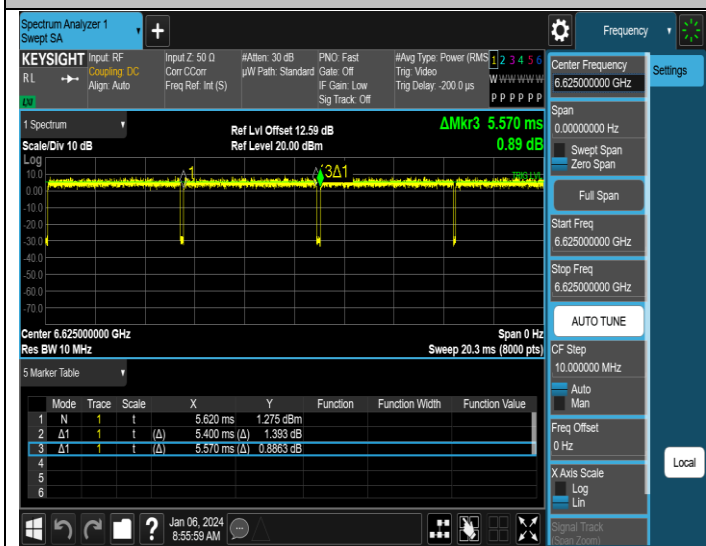 Spectrum Analyzer 1
Swept SA
Frequency
KEYSIGHT
RL
LW
Input: RF
Coupling: DC
Align: Auto
Input Z: 50 Ω
Corr CCorr
Freq Ref: Int (S)
#Atten: 30 dB
µW Path: Standard
PNO: Fast
Gate: Off
IF Gain: Low
Sig Track: Off
#Avg Type: Power (RMS
Trig: Video
Trig Delay: -200.0 µs
1 2 3 4 5 6
W W W W W W
P P P P P P
Center Frequency
6.625000000 GHz
Settings
Span
0.00000000 Hz
Swept Span
Zero Span
Full Span
Start Freq
6.625000000 GHz
Stop Freq
6.625000000 GHz
AUTO TUNE
CF Step
10.000000 MHz
Auto
Man
Freq Offset
0 Hz
X Axis Scale
Log
Lin
Signal Track
(Span Zoom)
Local
1 Spectrum
Scale/Div 10 dB
Ref Lvl Offset 12.59 dB
Ref Level 20.00 dBm
ΔMkr3 5.570 ms
0.89 dB
Log
10.0
0.00
-10.0
-20.0
-30.0
-40.0
-50.0
-60.0
-70.0
1
3Δ1
TRIG LVL
Center 6.625000000 GHz
Res BW 10 MHz
Span 0 Hz
Sweep 20.3 ms (8000 pts)
5 Marker Table
Mode Trace Scale X Y Function Function Width Function Value
1 N 1 t 5.620 ms 1.275 dBm
2 Δ1 1 t (Δ) 5.400 ms (Δ) 1.393 dB
3 Δ1 1 t (Δ) 5.570 ms (Δ) 0.8863 dB
4
5
6
?
Jan 06, 2024
8:55:59 AM